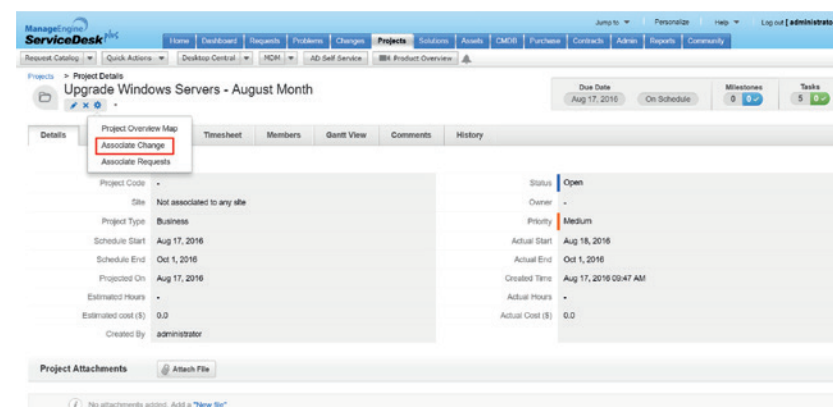 ManageEngine
ServiceDesk Plus
Jump to Personalize Help Log out [administrato
Home Dashboard Requests Problems Changes Projects Solutions Assets CMDB Purchase Contracts Admin Reports Community
Request Catalog Quick Actions Desktop Central MDM AD Self Service Product Overview
Projects > Project Details
Upgrade Windows Servers - August Month
Due Date
Aug 17, 2016 On Schedule
Milestones
0 0
Tasks
5 0
Details Timesheet Members Gantt View Comments History
Project Overview Map
Associate Change
Associate Requests
Project Code - Status Open
Site Not associated to any site Owner -
Project Type Business Priority Medium
Schedule Start Aug 17, 2016 Actual Start Aug 18, 2016
Schedule End Oct 1, 2016 Actual End Oct 1, 2016
Projected On Aug 17, 2016 Created Time Aug 17, 2016 09:47 AM
Estimated Hours - Actual Hours -
Estimated cost ($) 0.0 Actual Cost ($) 0.0
Created By administrator
Project Attachments Attach File
No attachments added. Add a "New file"